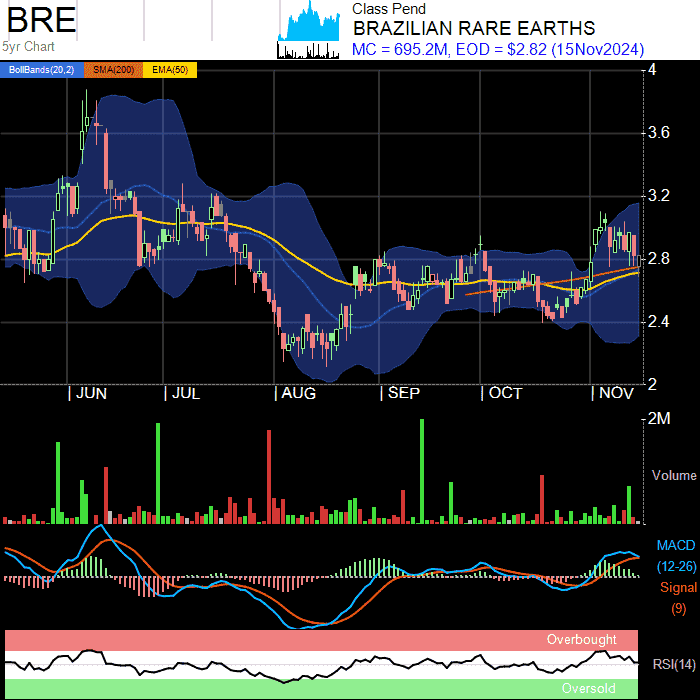 BRE
5yr Chart
Class Pend
BRAZILIAN RARE EARTHS
MC = 695.2M, EOD = $2.82 (15Nov2024)
BollBands(20,2) SMA(200) EMA(50)
4
3.6
3.2
2.8
2.4
2
JUN JUL AUG SEP OCT NOV
2M
Volume
MACD
(12-26)
Signal
(9)
Overbought
RSI(14)
Oversold